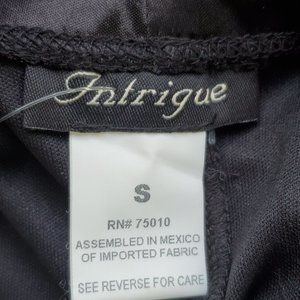 Intrigue
S
RN# 75010
ASSEMBLED IN MEXICO
OF IMPORTED FABRIC
SEE REVERSE FOR CARE